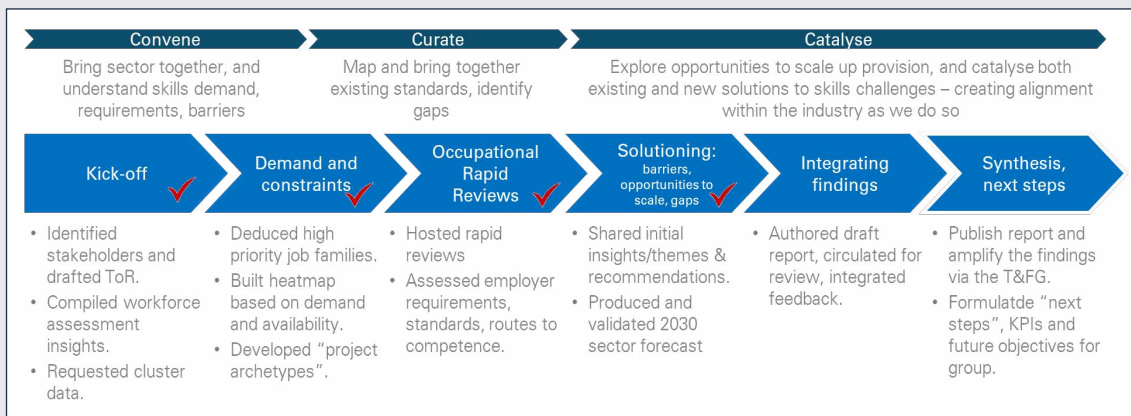 Convene
Bring sector together, and
understand skills demand,
requirements, barriers
Curate
Map and bring together
existing standards, identify
gaps
Catalyse
Explore opportunities to scale up provision, and catalyse both
existing and new solutions to skills challenges – creating alignment
within the industry as we do so
Kick-off
Demand and
constraints
Occupational
Rapid
Reviews
Solutioning:
barriers,
opportunities to
scale, gaps
Integrating
findings
Synthesis,
next steps
• Identified
stakeholders and
drafted ToR.
• Compiled workforce
assessment
insights.
• Requested cluster
data.
• Deduced high
priority job families.
• Built heatmap
based on demand
and availability.
• Developed “project
archetypes”.
• Hosted rapid
reviews
• Assessed employer
requirements,
standards, routes to
competence.
• Shared initial
insights/themes &
recommendations.
• Produced and
validated 2030
sector forecast
• Authored draft
report, circulated for
review, integrated
feedback.
• Publish report and
amplify the findings
via the T&FG.
• Formulatde “next
steps”, KPIs and
future objectives for
group.